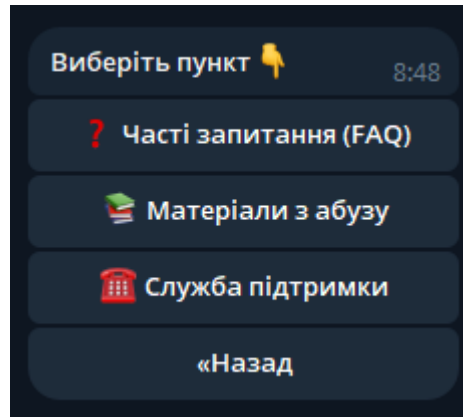 Виберіть пункт 👇
8:48
❓ Часті запитання (FAQ)
📚 Матеріали з абузу
☎️ Служба підтримки
«Назад